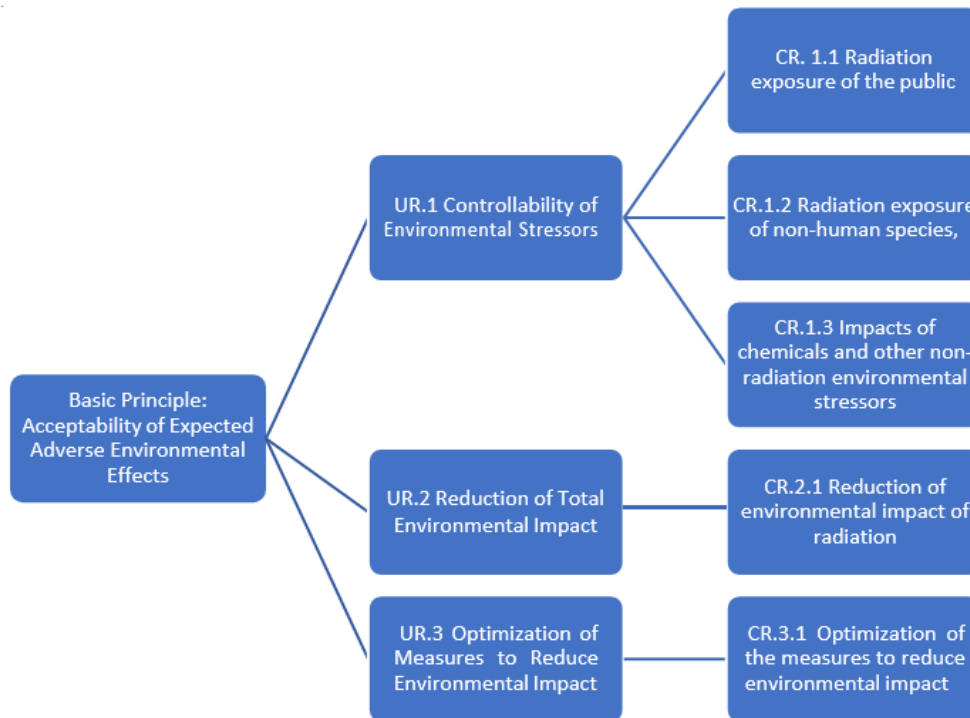 Basic Principle:
Acceptability of Expected
Adverse Environmental
Effects
UR.1 Controllability of
Environmental Stressors
CR. 1.1 Radiation
exposure of the public
CR.1.2 Radiation exposure
of non-human species,
CR.1.3 Impacts of
chemicals and other non-
radiation environmental
stressors
UR.2 Reduction of Total
Environmental Impact
CR.2.1 Reduction of
environmental impact of
radiation
UR.3 Optimization of
Measures to Reduce
Environmental Impact
CR.3.1 Optimization of
the measures to reduce
environmental impact